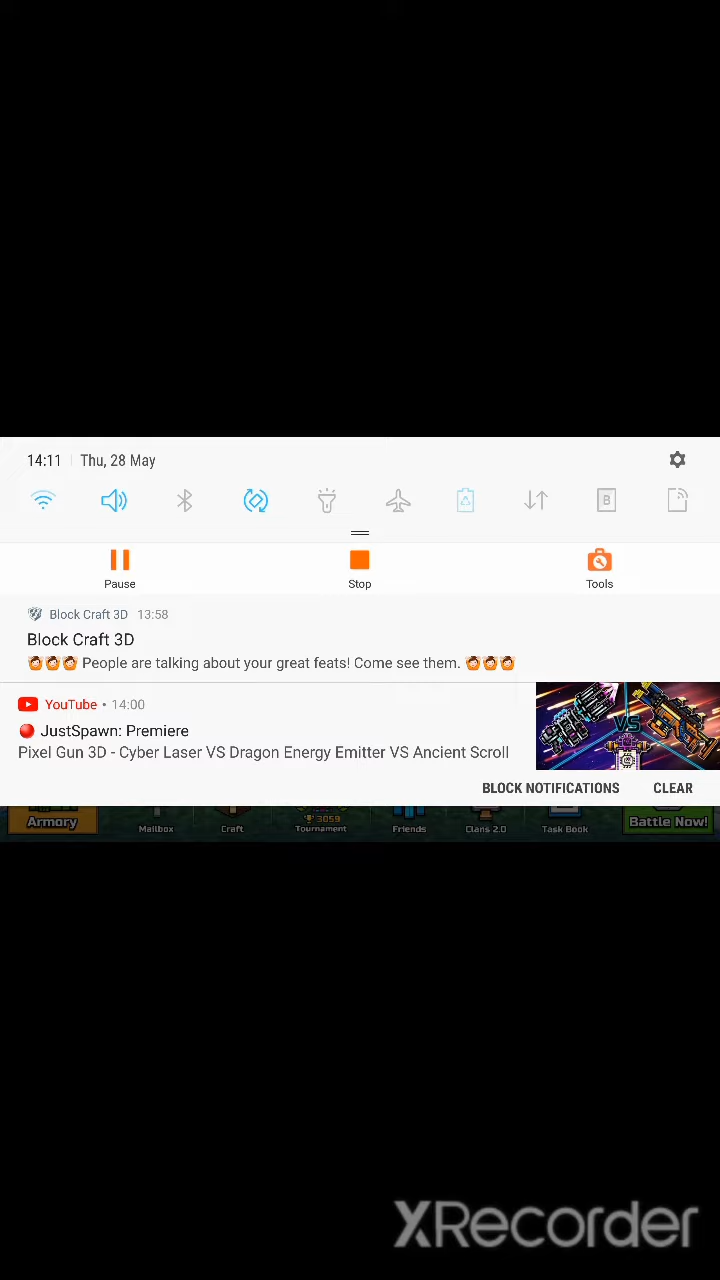 14:11 Thu, 28 May
B
Pause Stop Tools
Block Craft 3D 13:58
Block Craft 3D
🙆🙆🙆 People are talking about your great feats! Come see them. 🙆🙆🙆
YouTube • 14:00
🔴 JustSpawn: Premiere
Pixel Gun 3D - Cyber Laser VS Dragon Energy Emitter VS Ancient Scroll
VS
BLOCK NOTIFICATIONS CLEAR
Armory Mailbox Craft 3059 Tournament Friends Clans 2.0 Task Book Battle Now!
XRecorder